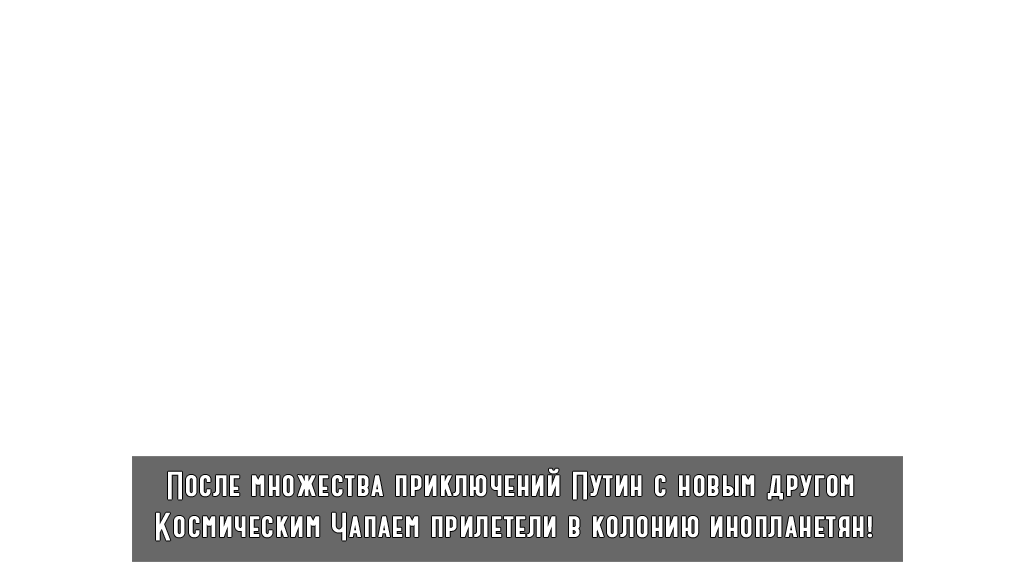 После множества приключений Путин с новым другом
Космическим Чапаем прилетели в колонию инопланетян!